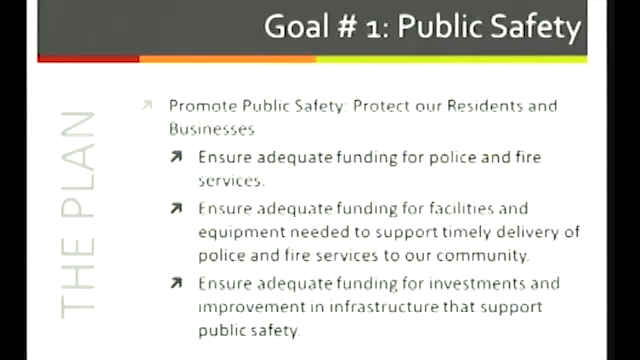 Goal # 1: Public Safety
THE PLAN
Promote Public Safety: Protect our Residents and
Businesses
Ensure adequate funding for police and fire
services.
Ensure adequate funding for facilities and
equipment needed to support timely delivery of
police and fire services to our community.
Ensure adequate funding for investments and
improvement in infrastructure that support
public safety.